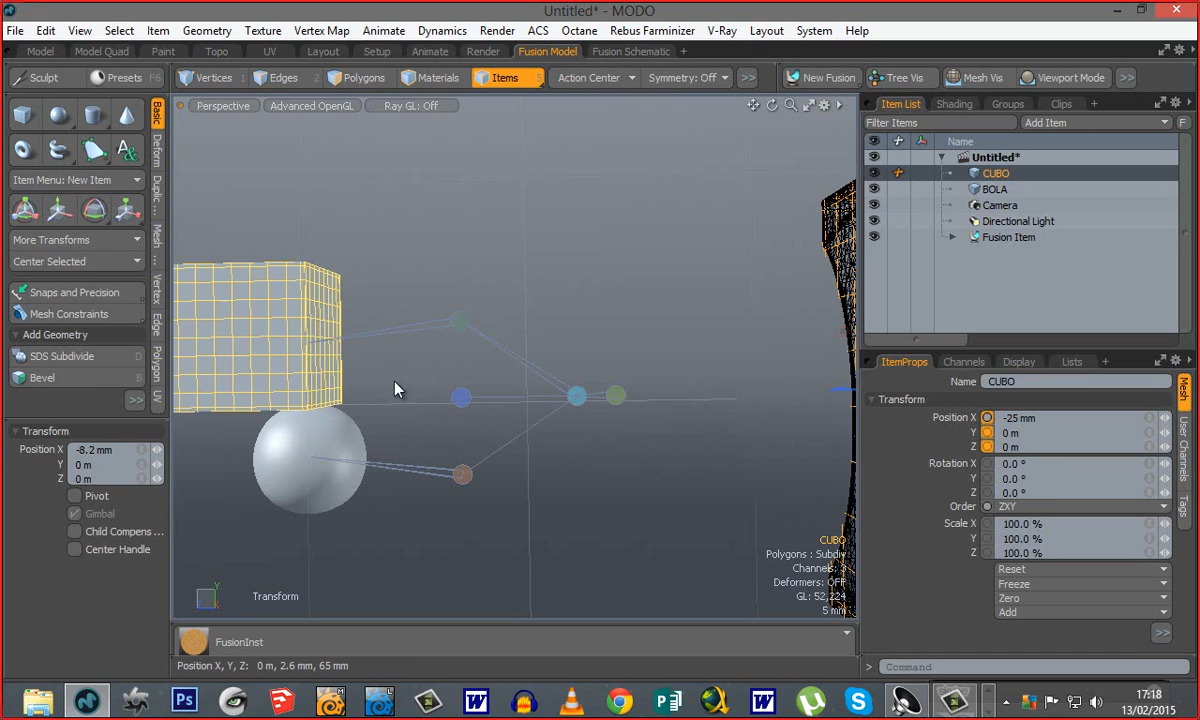 Untitled* - MODO
File Edit View Select Item Geometry Texture Vertex Map Animate Dynamics Render ACS Octane Rebus Farminizer V-Ray Layout System Help
Model Model Quad Paint Topo UV Layout Setup Animate Render Fusion Model Fusion Schematic +
Sculpt Presets F6 Vertices 1 Edges 2 Polygons 3 Materials 4 Items 5 Action Center Symmetry: Off >> New Fusion Tree Vis Mesh Vis Viewport Mode >>
Perspective Advanced OpenGL Ray GL: Off
Item List Shading Groups Clips +
Filter Items Add Item F
Name
Untitled*
CUBO
BOLA
Camera
Directional Light
Fusion Item
Item Menu: New Item
More Transforms
Center Selected
Snaps and Precision
Mesh Constraints
Add Geometry
SDS Subdivide D
Bevel B
>>
Basic
Deform
Duplic ...
Mesh ...
Vertex
Edge
Polygon
UV
Transform
Position X -8.2 mm
Y 0 m
Z 0 m
Pivot
Gimbal
Child Compens ...
Center Handle
Transform
CUBO
Polygons : Subdiv
Channels: 3
Deformers: OFF
GL: 52,224
5 mm
FusionInst
Position X, Y, Z: 0 m, 2.6 mm, 65 mm
ItemProps Channels Display Lists +
Name CUBO
Transform
Position X -25 mm
Y 0 m
Z 0 m
Rotation X 0.0 °
Y 0.0 °
Z 0.0 °
Order ZXY
Scale X 100.0 %
Y 100.0 %
Z 100.0 %
Reset
Freeze
Zero
Add
>>
Mesh
User Channels
Tags
> Command
17:18
13/02/2015